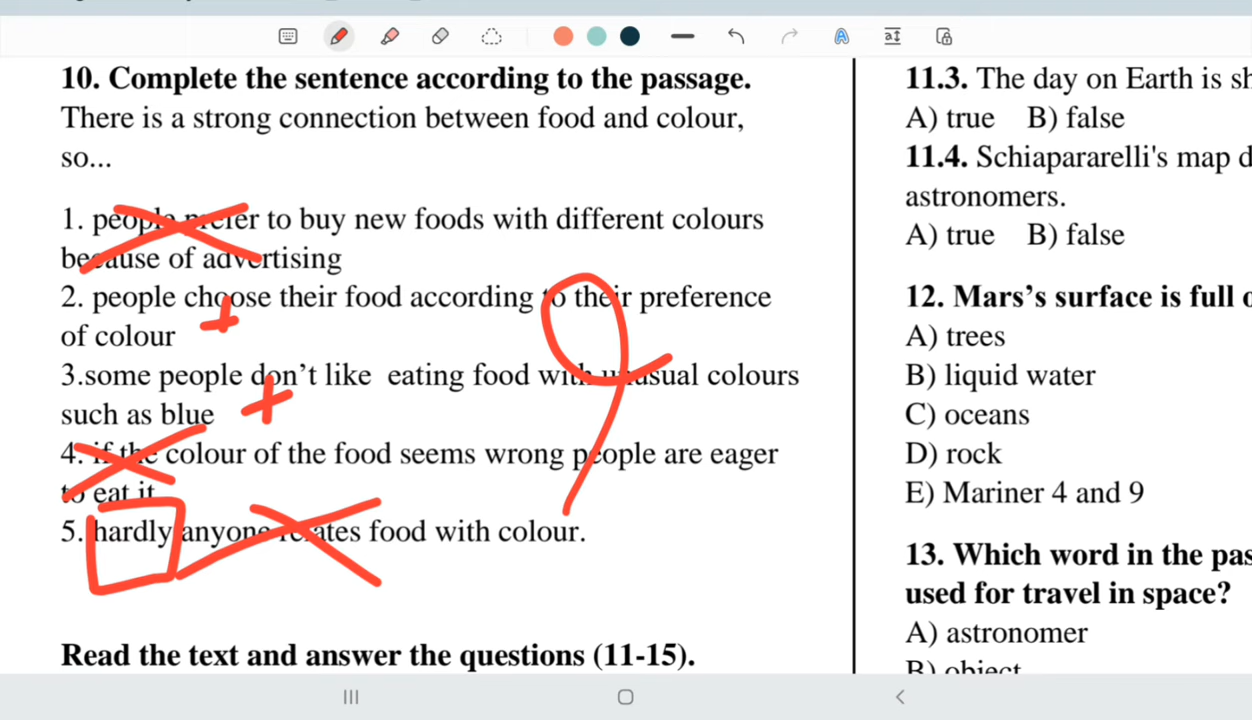 10. Complete the sentence according to the passage.
There is a strong connection between food and colour,
so...
1. people prefer to buy new foods with different colours
because of advertising
2. people choose their food according to their preference
of colour
3.some people don't like eating food with unusual colours
such as blue
4. if the colour of the food seems wrong people are eager
to eat it
5. hardly anyone relates food with colour.
Read the text and answer the questions (11-15).
11.3. The day on Earth is sh
A) true B) false
11.4. Schiapararelli's map d
astronomers.
A) true B) false
12. Mars's surface is full o
A) trees
B) liquid water
C) oceans
D) rock
E) Mariner 4 and 9
13. Which word in the pas
used for travel in space?
A) astronomer
B) object